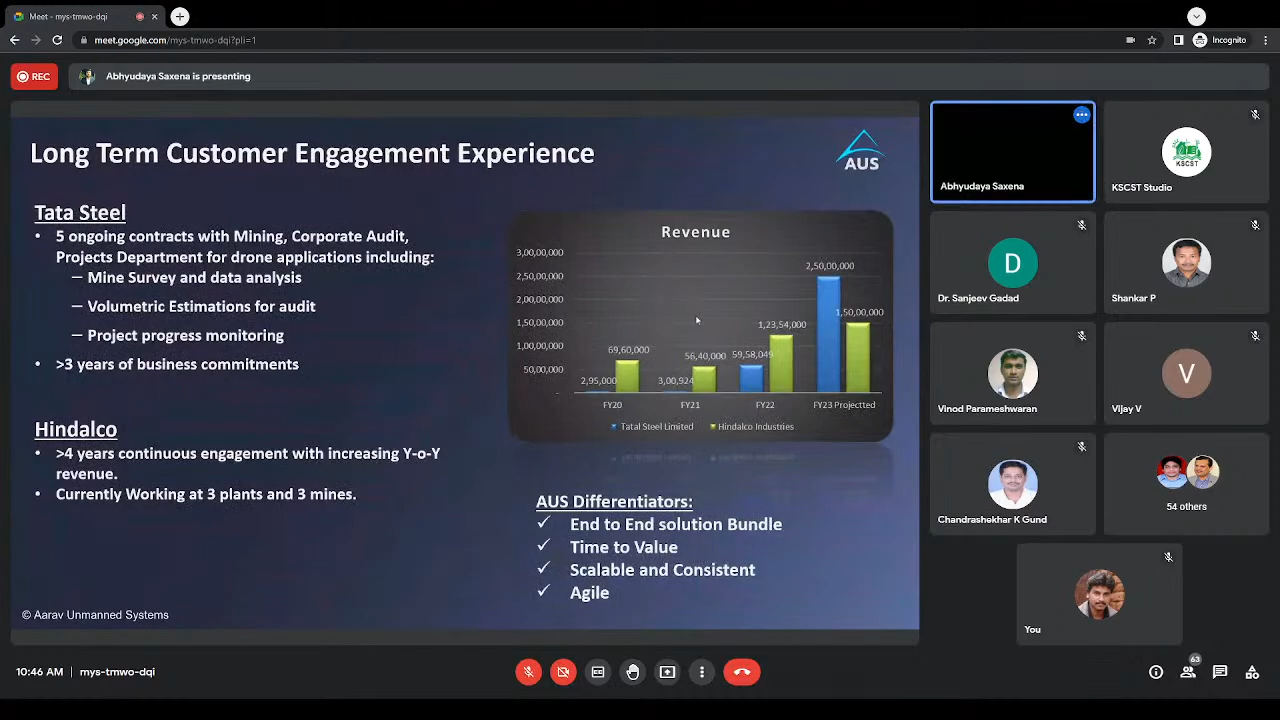 Meet - mys-tmwo-dqi
meet.google.com/mys-tmwo-dqi?pli=1
Incognito
REC
Abhyudaya Saxena is presenting
Long Term Customer Engagement Experience
AUS
Tata Steel
• 5 ongoing contracts with Mining, Corporate Audit,
Projects Department for drone applications including:
– Mine Survey and data analysis
– Volumetric Estimations for audit
– Project progress monitoring
• >3 years of business commitments
Hindalco
• >4 years continuous engagement with increasing Y-o-Y
revenue.
• Currently Working at 3 plants and 3 mines.
Revenue
3,00,00,000
2,50,00,000
2,00,00,000
1,50,00,000
1,00,00,000
50,00,000
-
2,95,000
69,60,000
3,00,924
56,40,000
59,58,049
1,23,54,000
2,50,00,000
1,50,00,000
FY20
FY21
FY22
FY23 Projectted
Tatal Steel Limited
Hindalco Industries
AUS Differentiators:
✓ End to End solution Bundle
✓ Time to Value
✓ Scalable and Consistent
✓ Agile
© Aarav Unmanned Systems
Abhyudaya Saxena
KSCST
KSCST Studio
D
Dr. Sanjeev Gadad
Shankar P
Vinod Parameshwaran
V
Vijay V
Chandrashekhar K Gund
54 others
You
10:46 AM | mys-tmwo-dqi
63